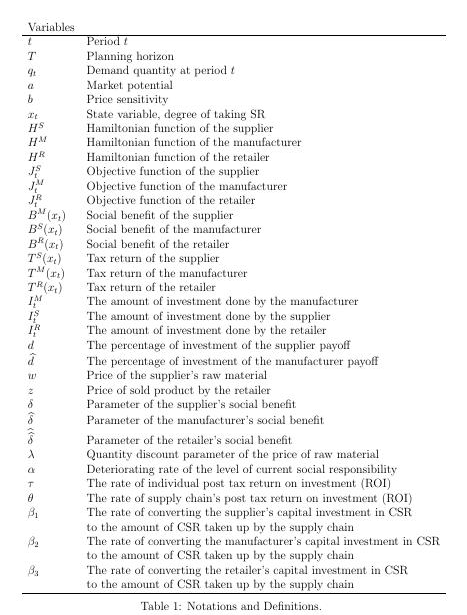 Variables
t Period t
T Planning horizon
q_t Demand quantity at period t
a Market potential
b Price sensitivity
x_t State variable, degree of taking SR
H^S Hamiltonian function of the supplier
H^M Hamiltonian function of the manufacturer
H^R Hamiltonian function of the retailer
J_t^S Objective function of the supplier
J_t^M Objective function of the manufacturer
J_t^R Objective function of the retailer
B^M(x_t) Social benefit of the supplier
B^S(x_t) Social benefit of the manufacturer
B^R(x_t) Social benefit of the retailer
T^S(x_t) Tax return of the supplier
T^M(x_t) Tax return of the manufacturer
T^R(x_t) Tax return of the retailer
I_t^M The amount of investment done by the manufacturer
I_t^S The amount of investment done by the supplier
I_t^R The amount of investment done by the retailer
d The percentage of investment of the supplier payoff
d̂ The percentage of investment of the manufacturer payoff
w Price of the supplier's raw material
z Price of sold product by the retailer
δ Parameter of the supplier's social benefit
δ̂ Parameter of the manufacturer's social benefit
δ̂̂ Parameter of the retailer's social benefit
λ Quantity discount parameter of the price of raw material
α Deteriorating rate of the level of current social responsibility
τ The rate of individual post tax return on investment (ROI)
θ The rate of supply chain's post tax return on investment (ROI)
β_1 The rate of converting the supplier's capital investment in CSR
to the amount of CSR taken up by the supply chain
β_2 The rate of converting the manufacturer's capital investment in CSR
to the amount of CSR taken up by the supply chain
β_3 The rate of converting the retailer's capital investment in CSR
to the amount of CSR taken up by the supply chain
Table 1: Notations and Definitions.